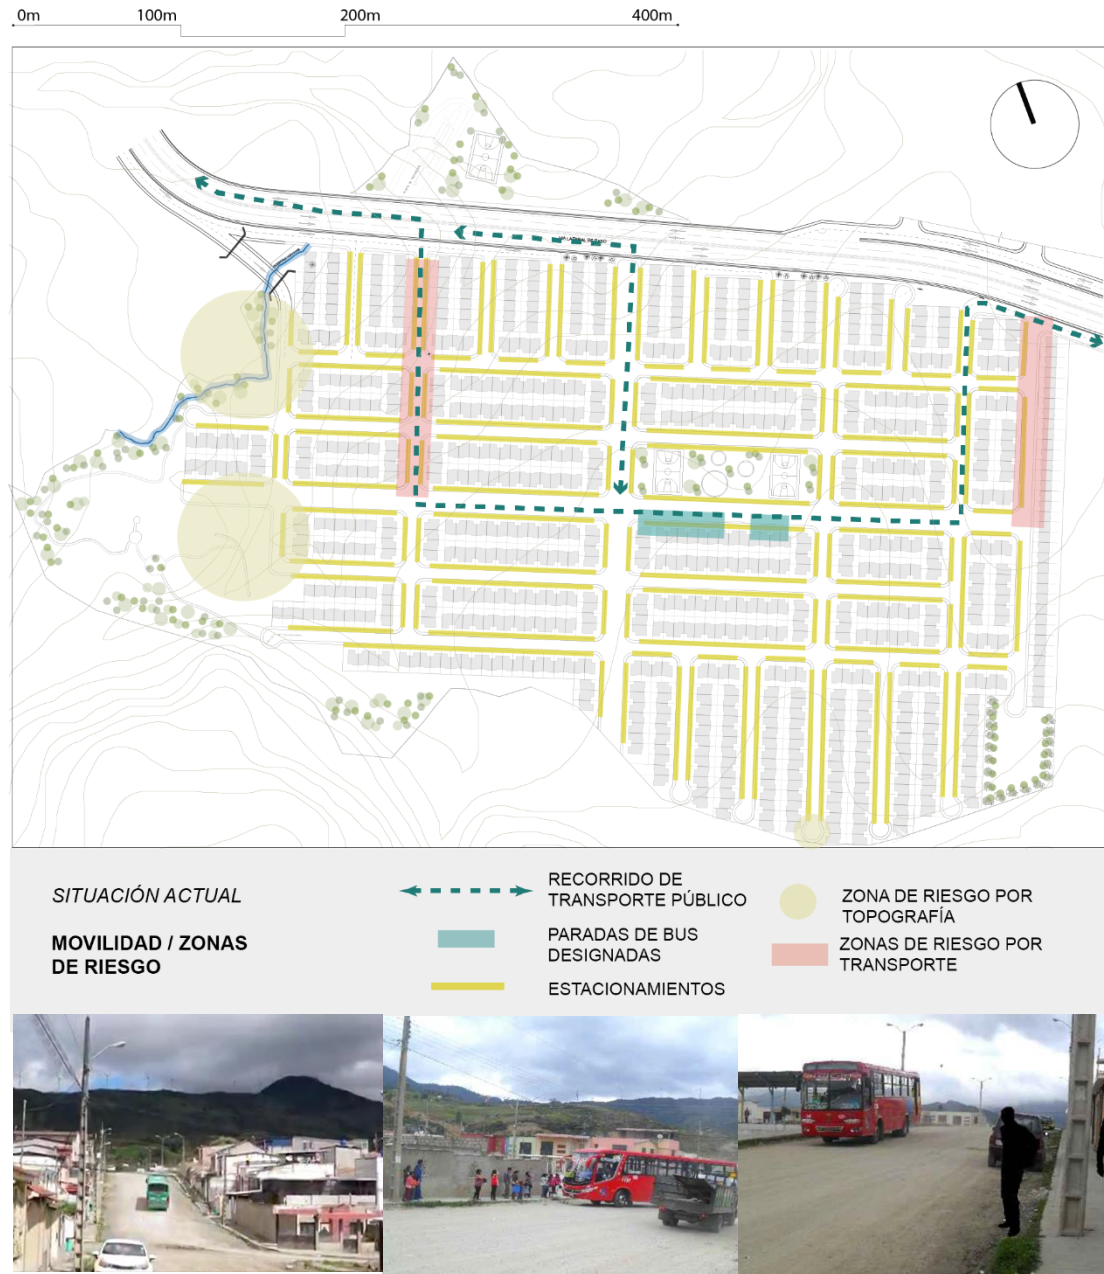 0m 100m 200m 400m
SITUACIÓN ACTUAL
MOVILIDAD / ZONAS
DE RIESGO
RECORRIDO DE
TRANSPORTE PÚBLICO
PARADAS DE BUS
DESIGNADAS
ESTACIONAMIENTOS
ZONA DE RIESGO POR
TOPOGRAFÍA
ZONAS DE RIESGO POR
TRANSPORTE